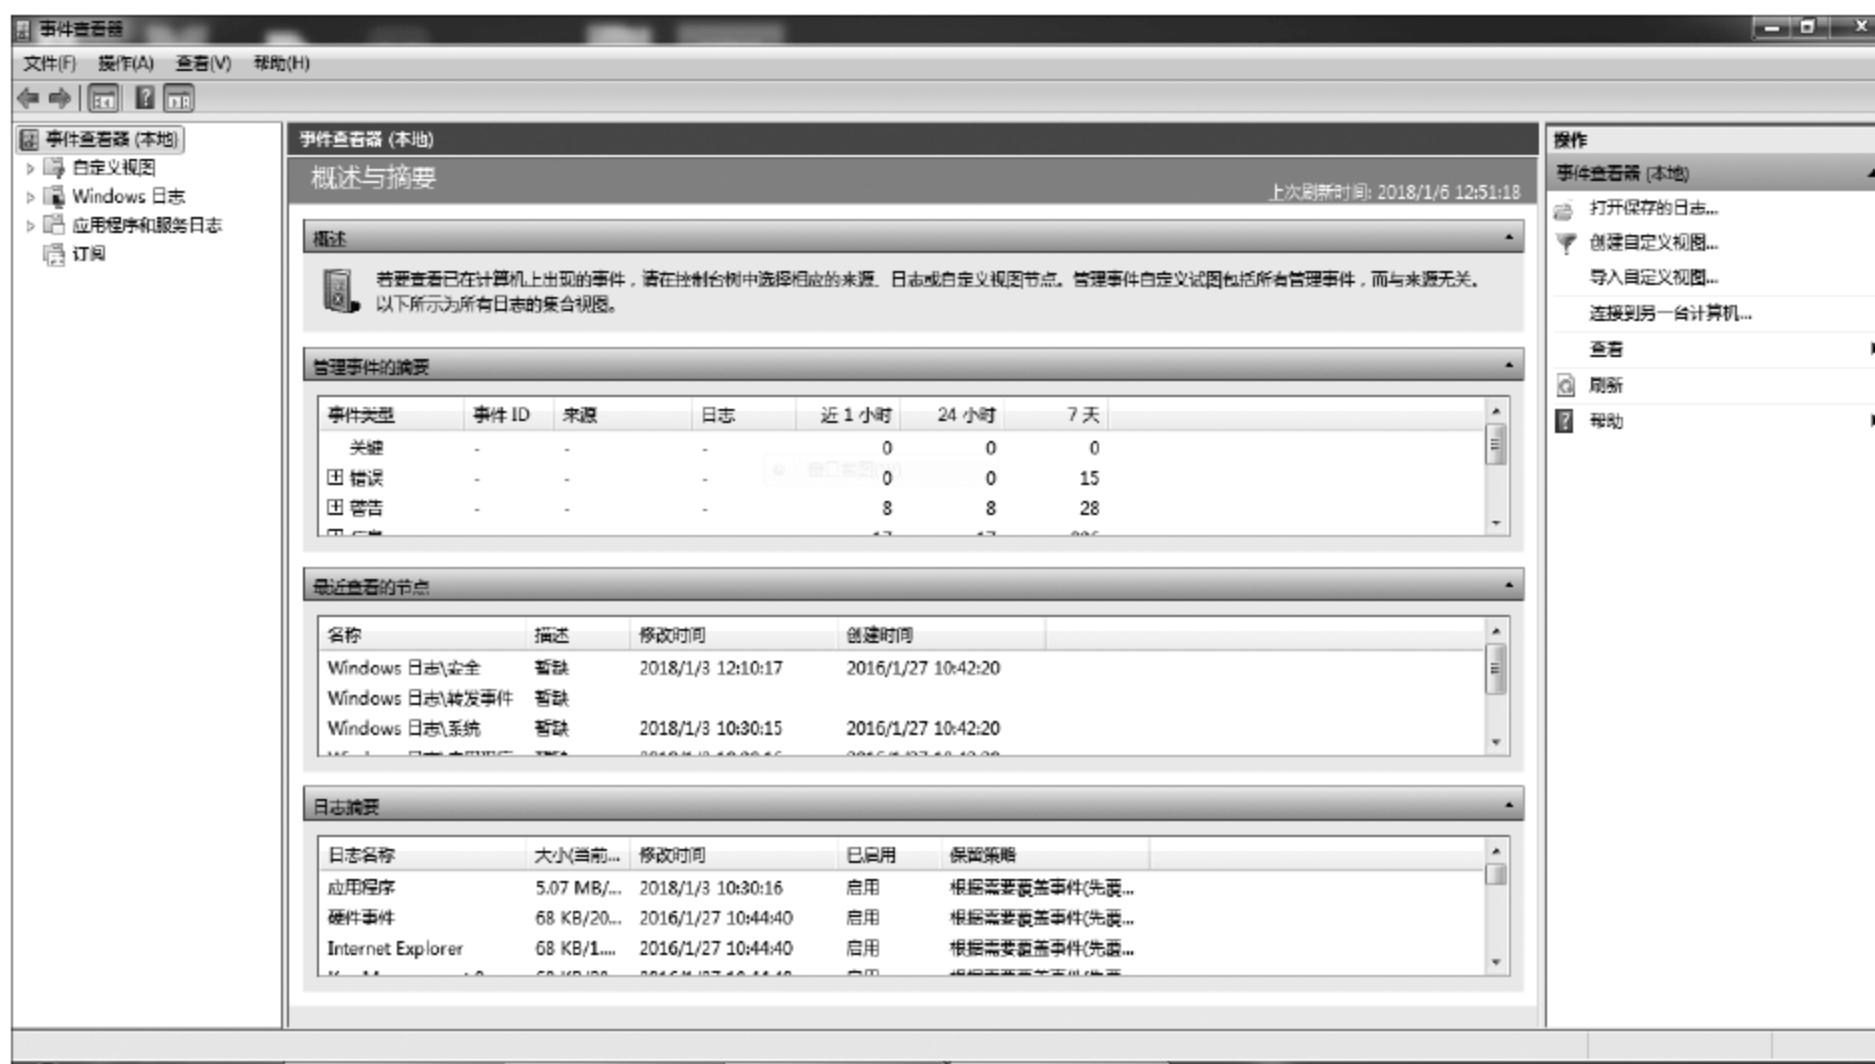 事件查看器
文件(F) 操作(A) 查看(V) 帮助(H)
事件查看器 (本地)
自定义视图
Windows 日志
应用程序和服务日志
订阅
事件查看器 (本地)
概述与摘要
上次刷新时间: 2018/1/6 12:51:18
概述
若要查看已在计算机上出现的事件，请在控制台树中选择相应的来源、日志或自定义视图节点。管理事件自定义试图包括所有管理事件，而与来源无关。
以下所示为所有日志的集合视图。
管理事件的摘要
事件类型 事件 ID 来源 日志 近 1 小时 24 小时 7 天
关键 - - - 0 0 0
错误 - - - 0 0 15
警告 - - - 8 8 28
最近查看的节点
名称 描述 修改时间 创建时间
Windows 日志\安全 暂缺 2018/1/3 12:10:17 2016/1/27 10:42:20
Windows 日志\转发事件 暂缺
Windows 日志\系统 暂缺 2018/1/3 10:30:15 2016/1/27 10:42:20
日志摘要
日志名称 大小(当前... 修改时间 已启用 保留策略
应用程序 5.07 MB/... 2018/1/3 10:30:16 启用 根据需要覆盖事件(先覆...
硬件事件 68 KB/20... 2016/1/27 10:44:40 启用 根据需要覆盖事件(先覆...
Internet Explorer 68 KB/1.... 2016/1/27 10:44:40 启用 根据需要覆盖事件(先覆...
操作
事件查看器 (本地)
打开保存的日志...
创建自定义视图...
导入自定义视图...
连接到另一台计算机...
查看
刷新
帮助